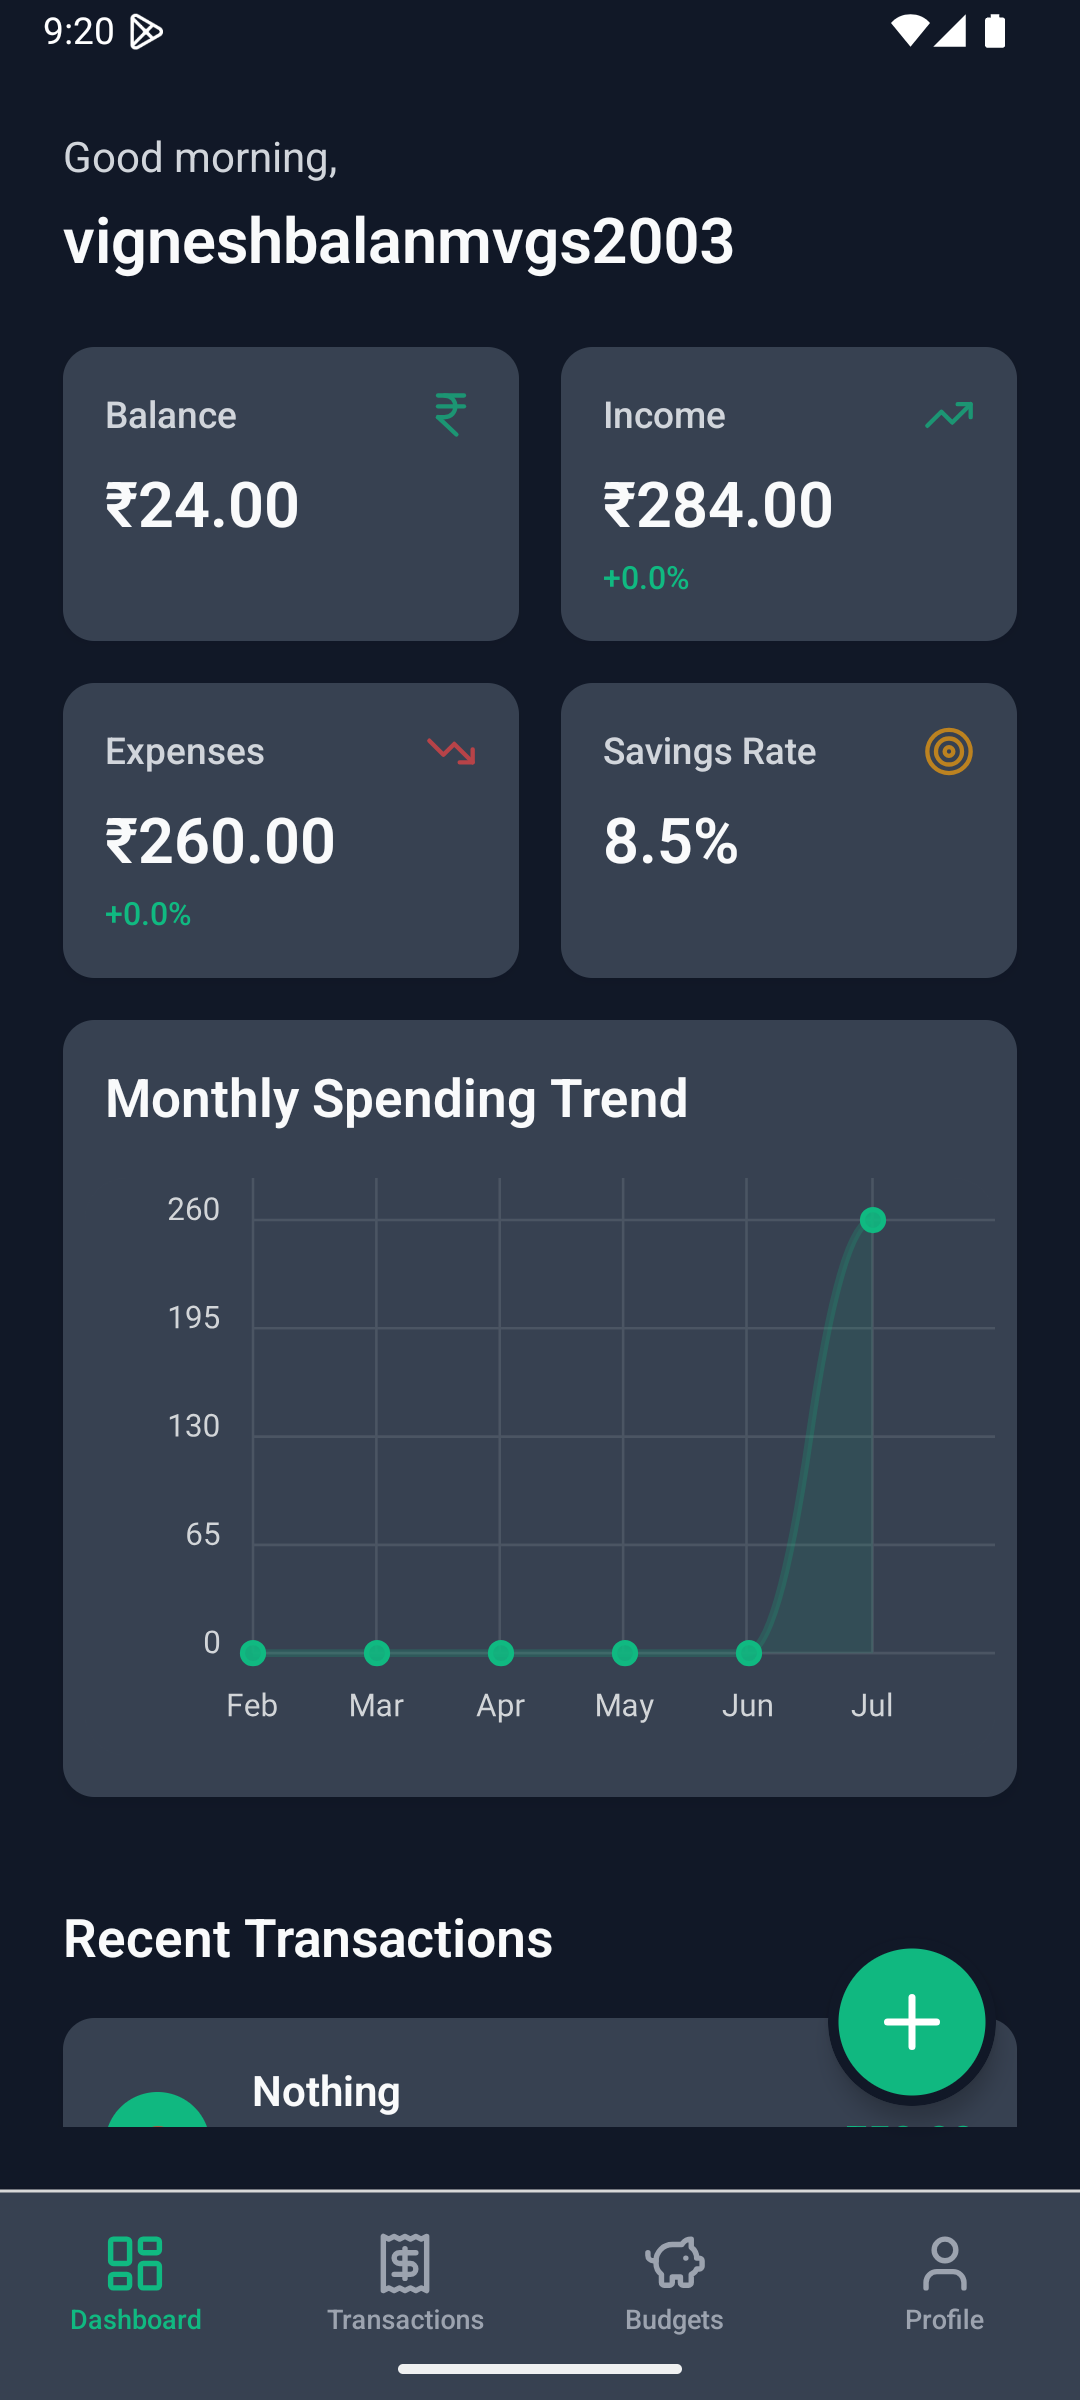 9:20
Good morning,
vigneshbalanmvgs2003
Balance
₹24.00
Income
₹284.00
+0.0%
Expenses
₹260.00
+0.0%
Savings Rate
8.5%
Monthly Spending Trend
260
195
130
65
0
Feb Mar Apr May Jun Jul
Recent Transactions
Nothing
Dashboard Transactions Budgets Profile